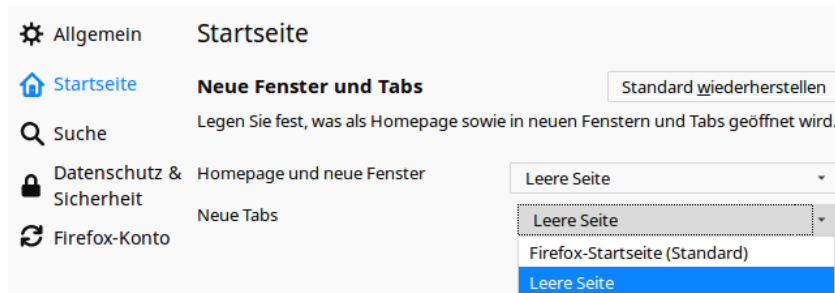 Allgemein
Startseite
Suche
Datenschutz &
Sicherheit
Firefox-Konto
Startseite
Neue Fenster und Tabs
Standard wiederherstellen
Legen Sie fest, was als Homepage sowie in neuen Fenstern und Tabs geöffnet wird.
Homepage und neue Fenster
Leere Seite
Neue Tabs
Leere Seite
Firefox-Startseite (Standard)
Leere Seite